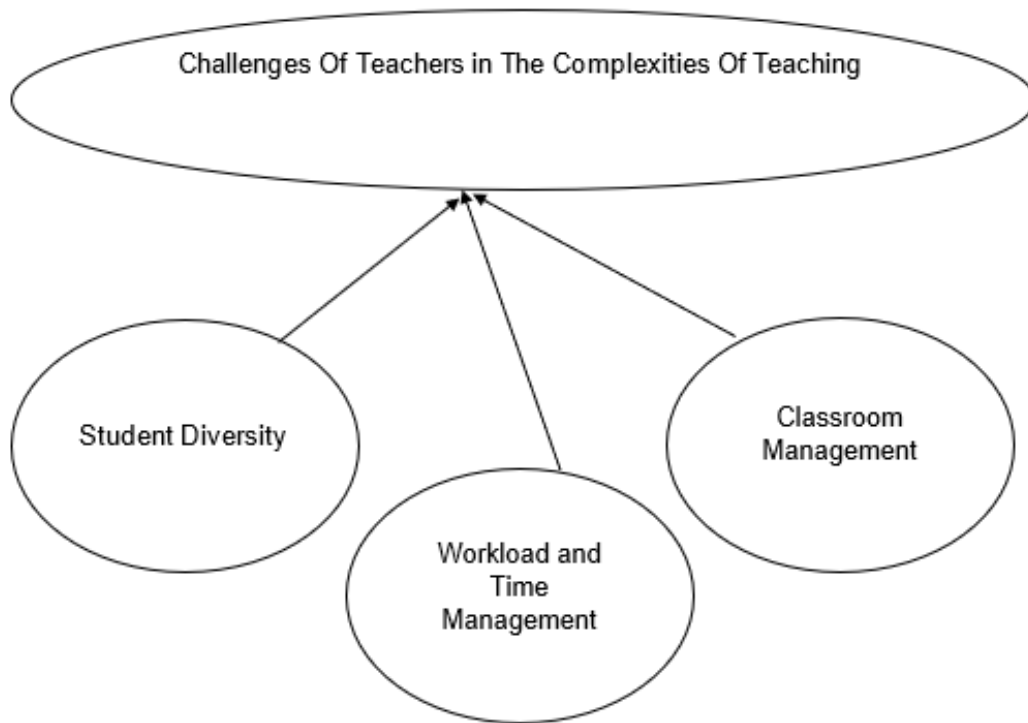 Challenges Of Teachers in The Complexities Of Teaching
Student Diversity
Workload and
Time
Management
Classroom
Management